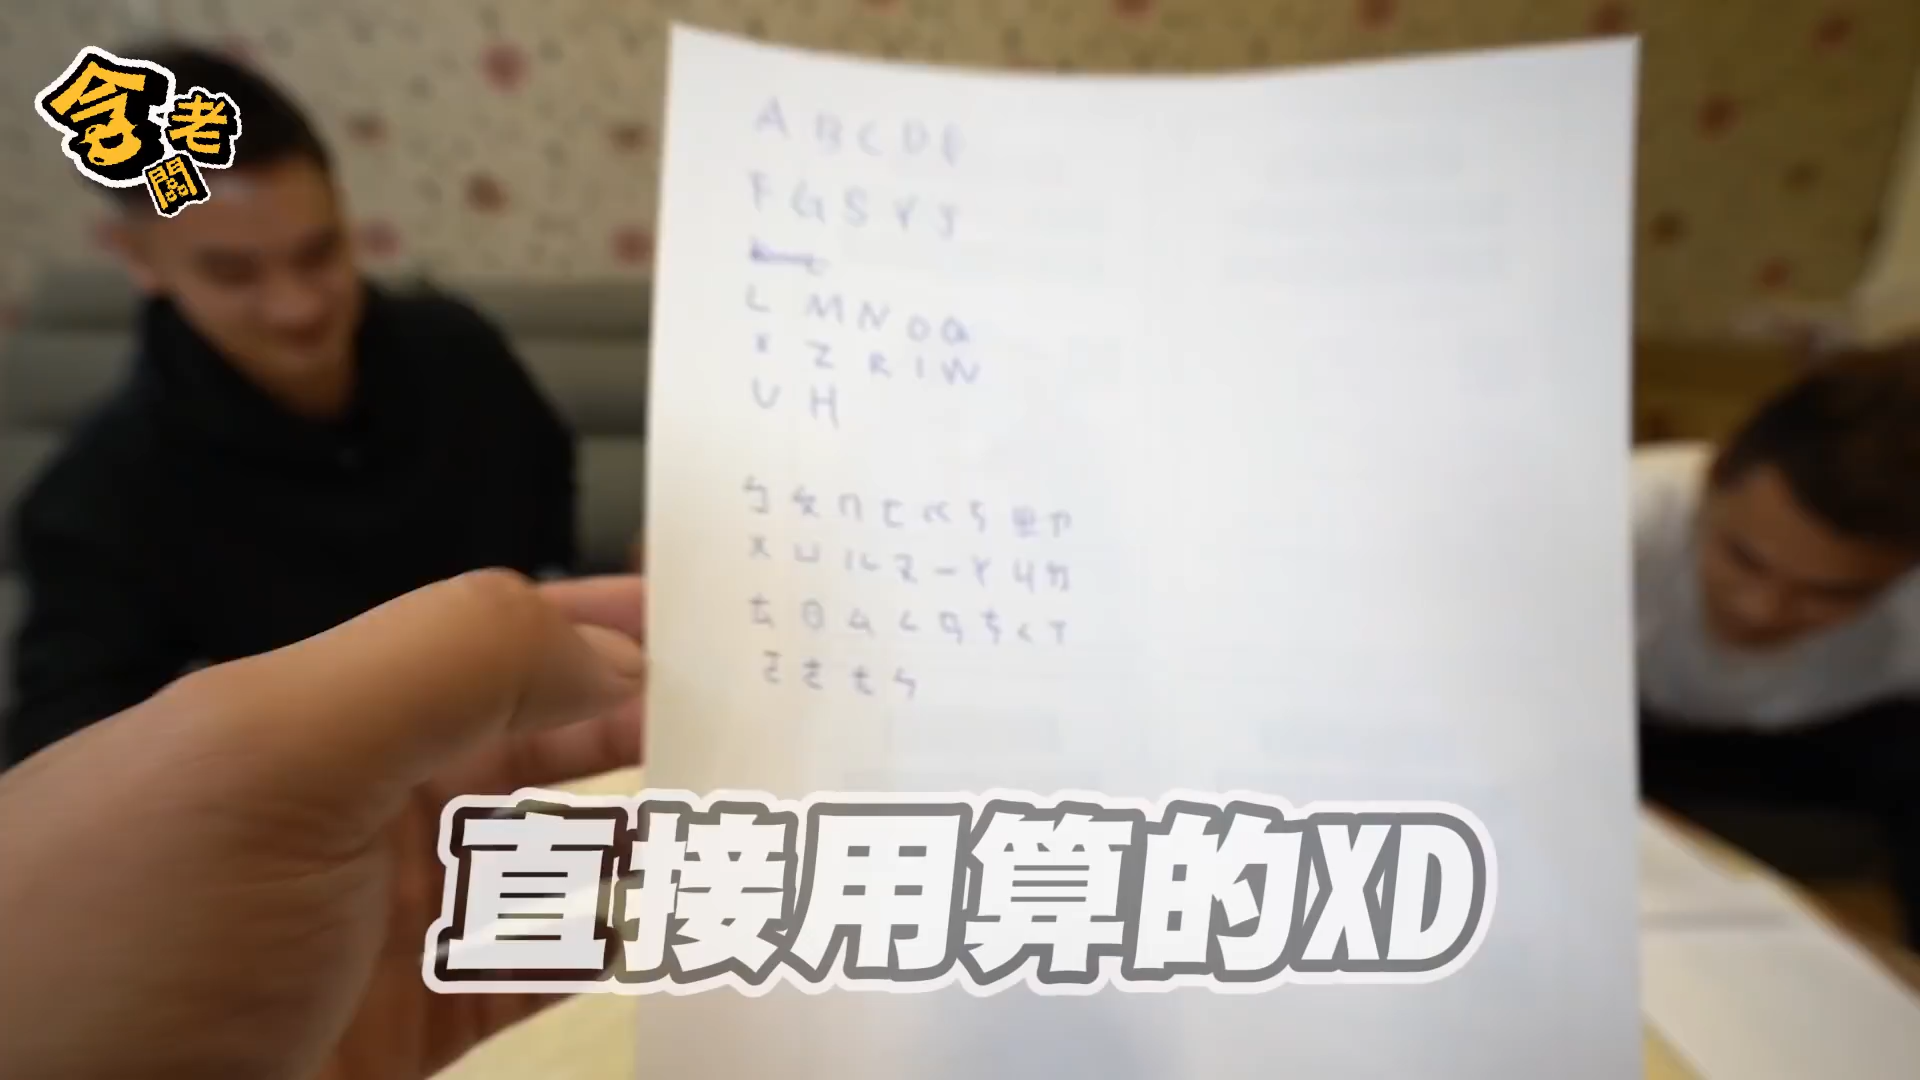 含老闆
A B C D E
F G S Y J
L M N O Q
X Z R I W
U H
ㄅ ㄆ ㄇ ㄈ ㄍ ㄎ ㄗ
ㄨ ㄩ ㄦ ㄡ ㄧ ㄚ ㄐ ㄌ
ㄊ ㄖ ㄙ ㄥ ㄢ ㄘ ㄑ ㄒ
ㄛ ㄜ ㄝ ㄣ
直接用算的XD